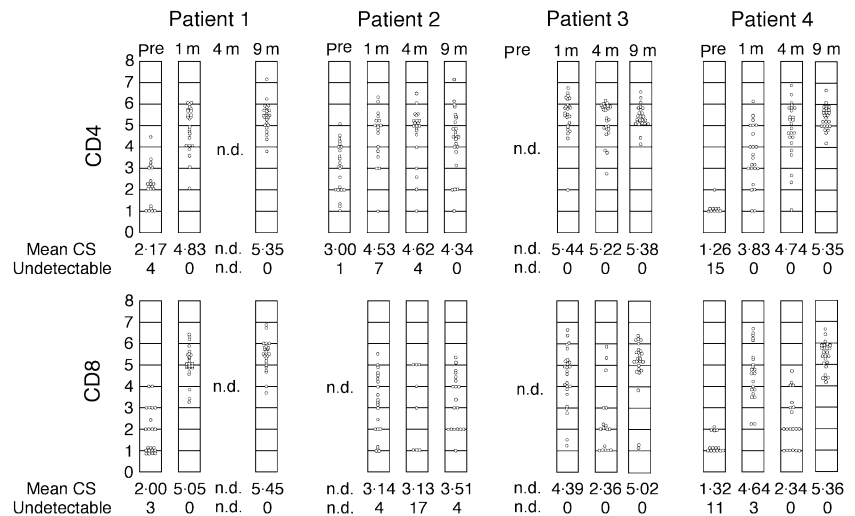 Patient 1 Patient 2 Patient 3 Patient 4
Pre 1 m 4 m 9 m Pre 1 m 4 m 9 m Pre 1 m 4 m 9 m Pre 1 m 4 m 9 m
8
7
6
5
4
3
2
1
0
CD4
n.d. n.d.
Mean CS 2·17 4·83 n.d. 5·35 3·00 4·53 4·62 4·34 n.d. 5·44 5·22 5·38 1·26 3·83 4·74 5·35
Undetectable 4 0 n.d. 0 1 7 4 0 n.d. 0 0 0 15 0 0 0
8
7
6
5
4
3
2
1
0
CD8
n.d. n.d. n.d.
Mean CS 2·00 5·05 n.d. 5·45 n.d. 3·14 3·13 3·51 n.d. 4·39 2·36 5·02 1·32 4·64 2·34 5·36
Undetectable 3 0 n.d. 0 n.d. 4 17 4 n.d. 0 0 0 11 3 0 0